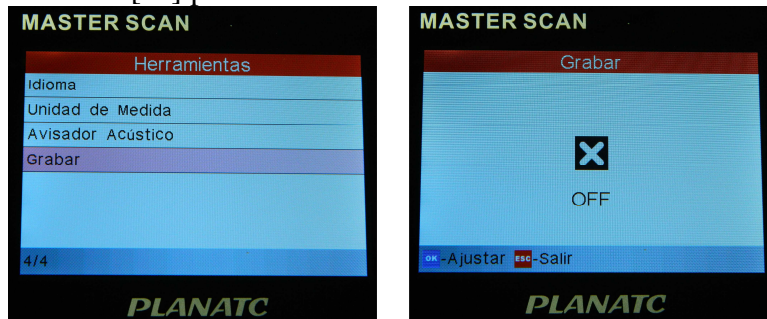 MASTER SCAN
Herramientas
Idioma
Unidad de Medida
Avisador Acústico
Grabar
4/4
PLANATC
MASTER SCAN
Grabar
OFF
OK-Ajustar ESC-Salir
PLANATC